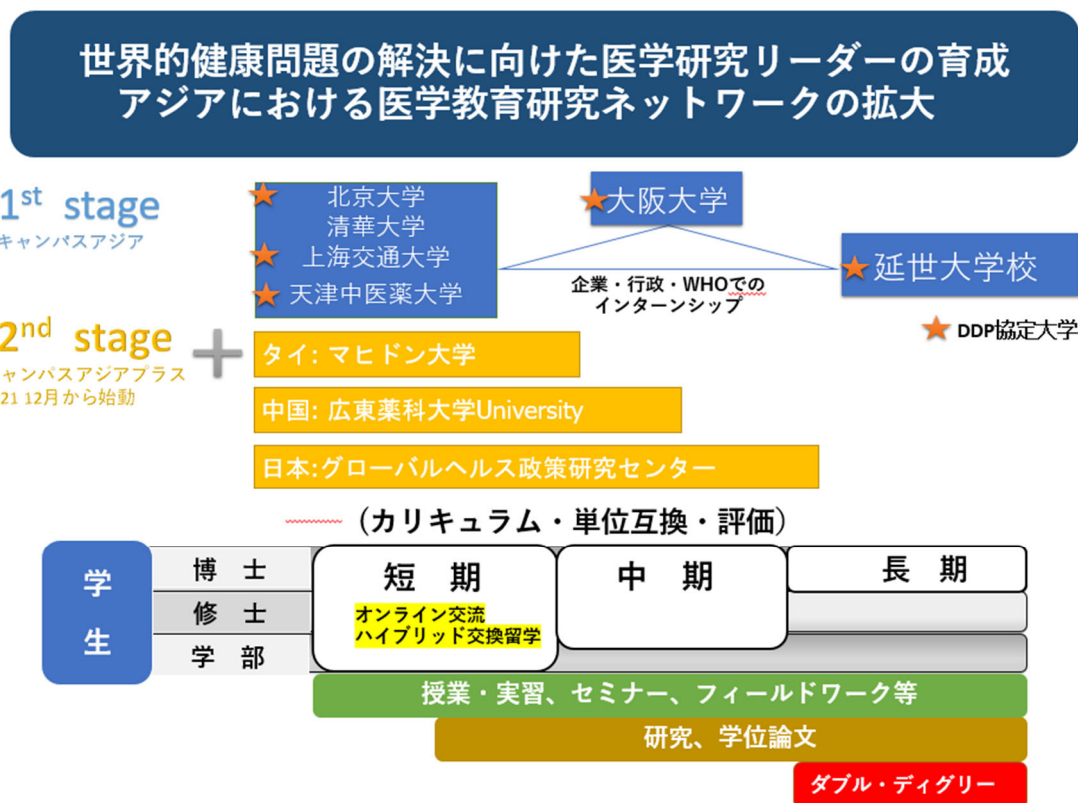 世界的健康問題の解決に向けた医学研究リーダーの育成
アジアにおける医学教育研究ネットワークの拡大
1st stage
キャンパスアジア
北京大学
清華大学
上海交通大学
天津中医薬大学
大阪大学
延世大学校
企業・行政・WHOでの
インターンシップ
DDP協定大学
2nd stage
ャンパスアジアプラス
21 12月から始動
+
タイ: マヒドン大学
中国: 広東薬科大学University
日本:グローバルヘルス政策研究センター
（カリキュラム・単位互換・評価）
学生
博 士
修 士
学 部
短 期
オンライン交流
ハイブリッド交換留学
中 期
長 期
授業・実習、セミナー、フィールドワーク等
研究、学位論文
ダブル・ディグリー